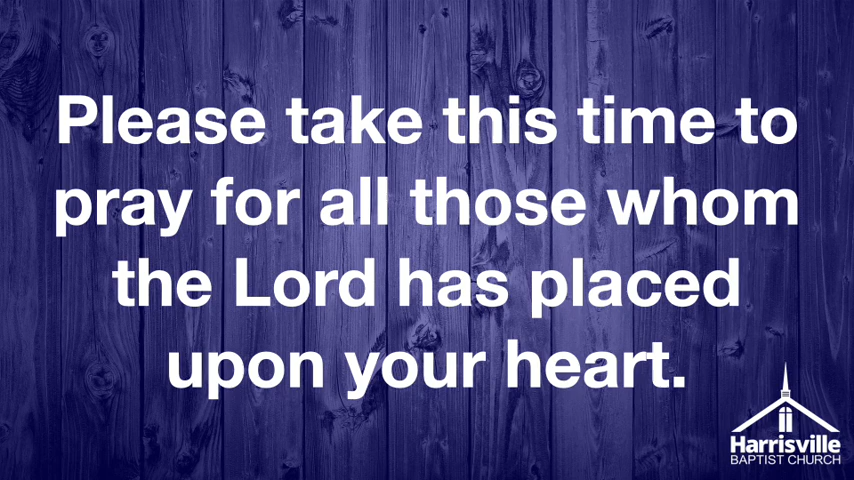 Please take this time to
pray for all those whom
the Lord has placed
upon your heart.
Harrisville
BAPTIST CHURCH